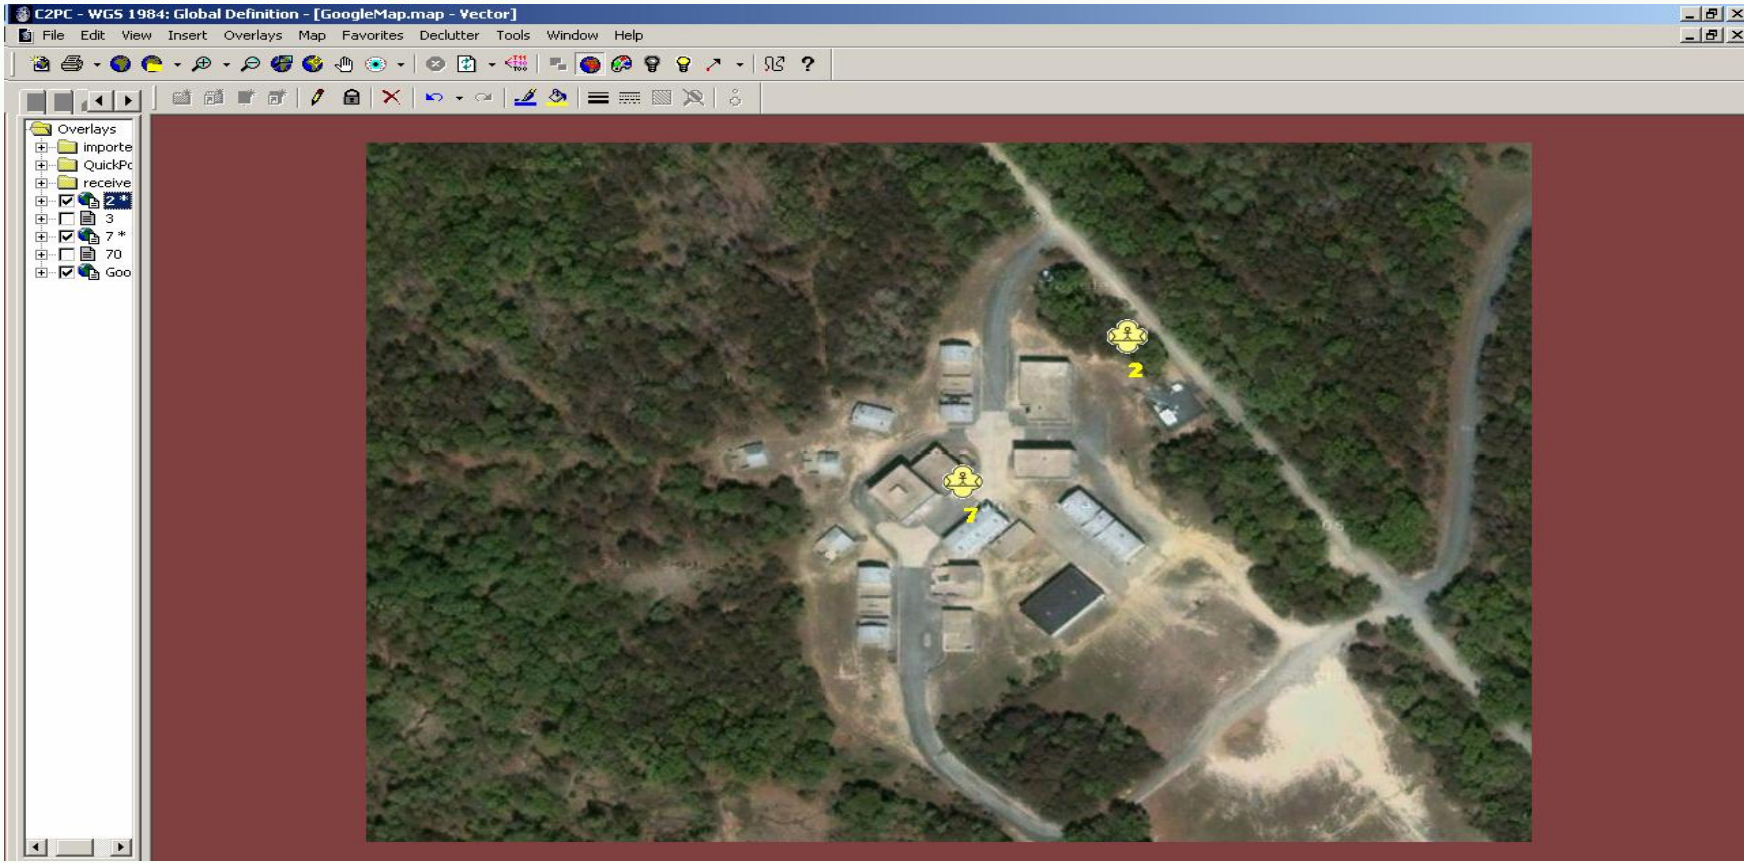 C2PC - WGS 1984: Global Definition - [GoogleMap.map - Vector]
File Edit View Insert Overlays Map Favorites Declutter Tools Window Help
Overlays
importe
QuickPo
receive
2 *
3
7 *
70
Goo
2
7